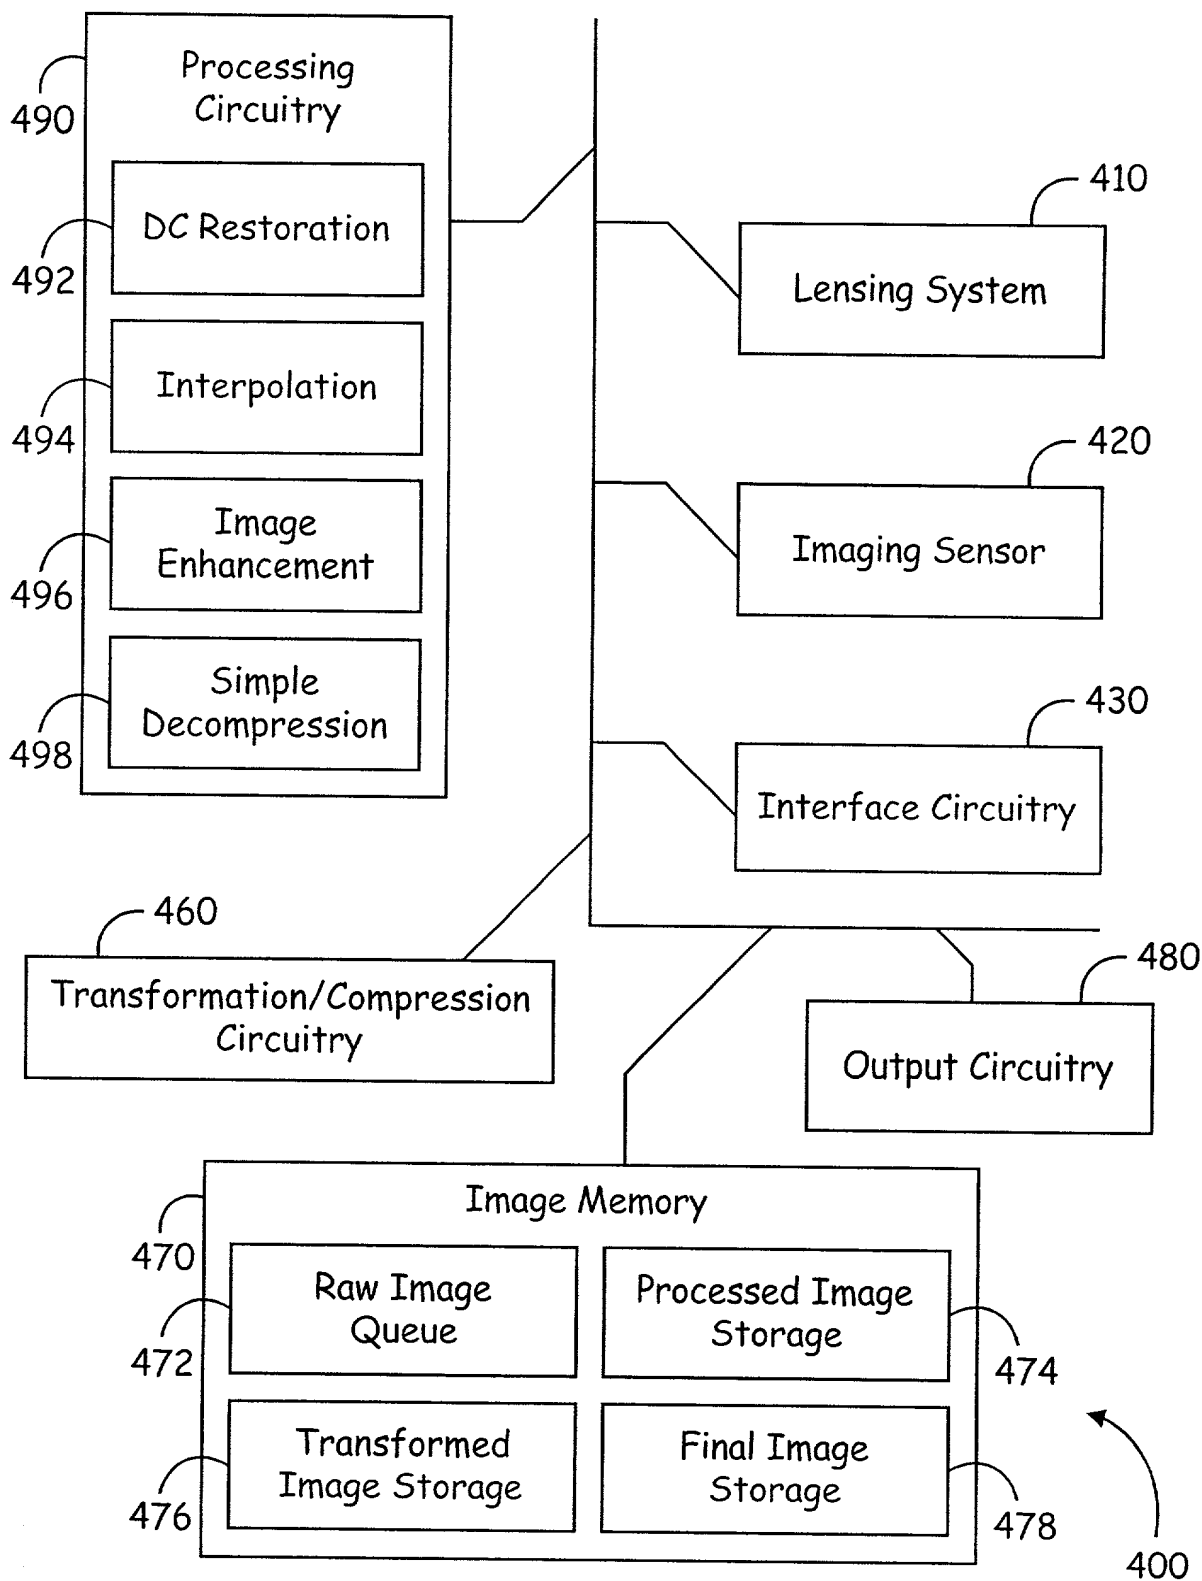 Processing
Circuitry
490
DC Restoration
492
Interpolation
494
Image
Enhancement
496
Simple
Decompression
498
410
Lensing System
420
Imaging Sensor
430
Interface Circuitry
460
Transformation/Compression
Circuitry
480
Output Circuitry
Image Memory
470
Raw Image
Queue
472
Processed Image
Storage
474
Transformed
Image Storage
476
Final Image
Storage
478
400